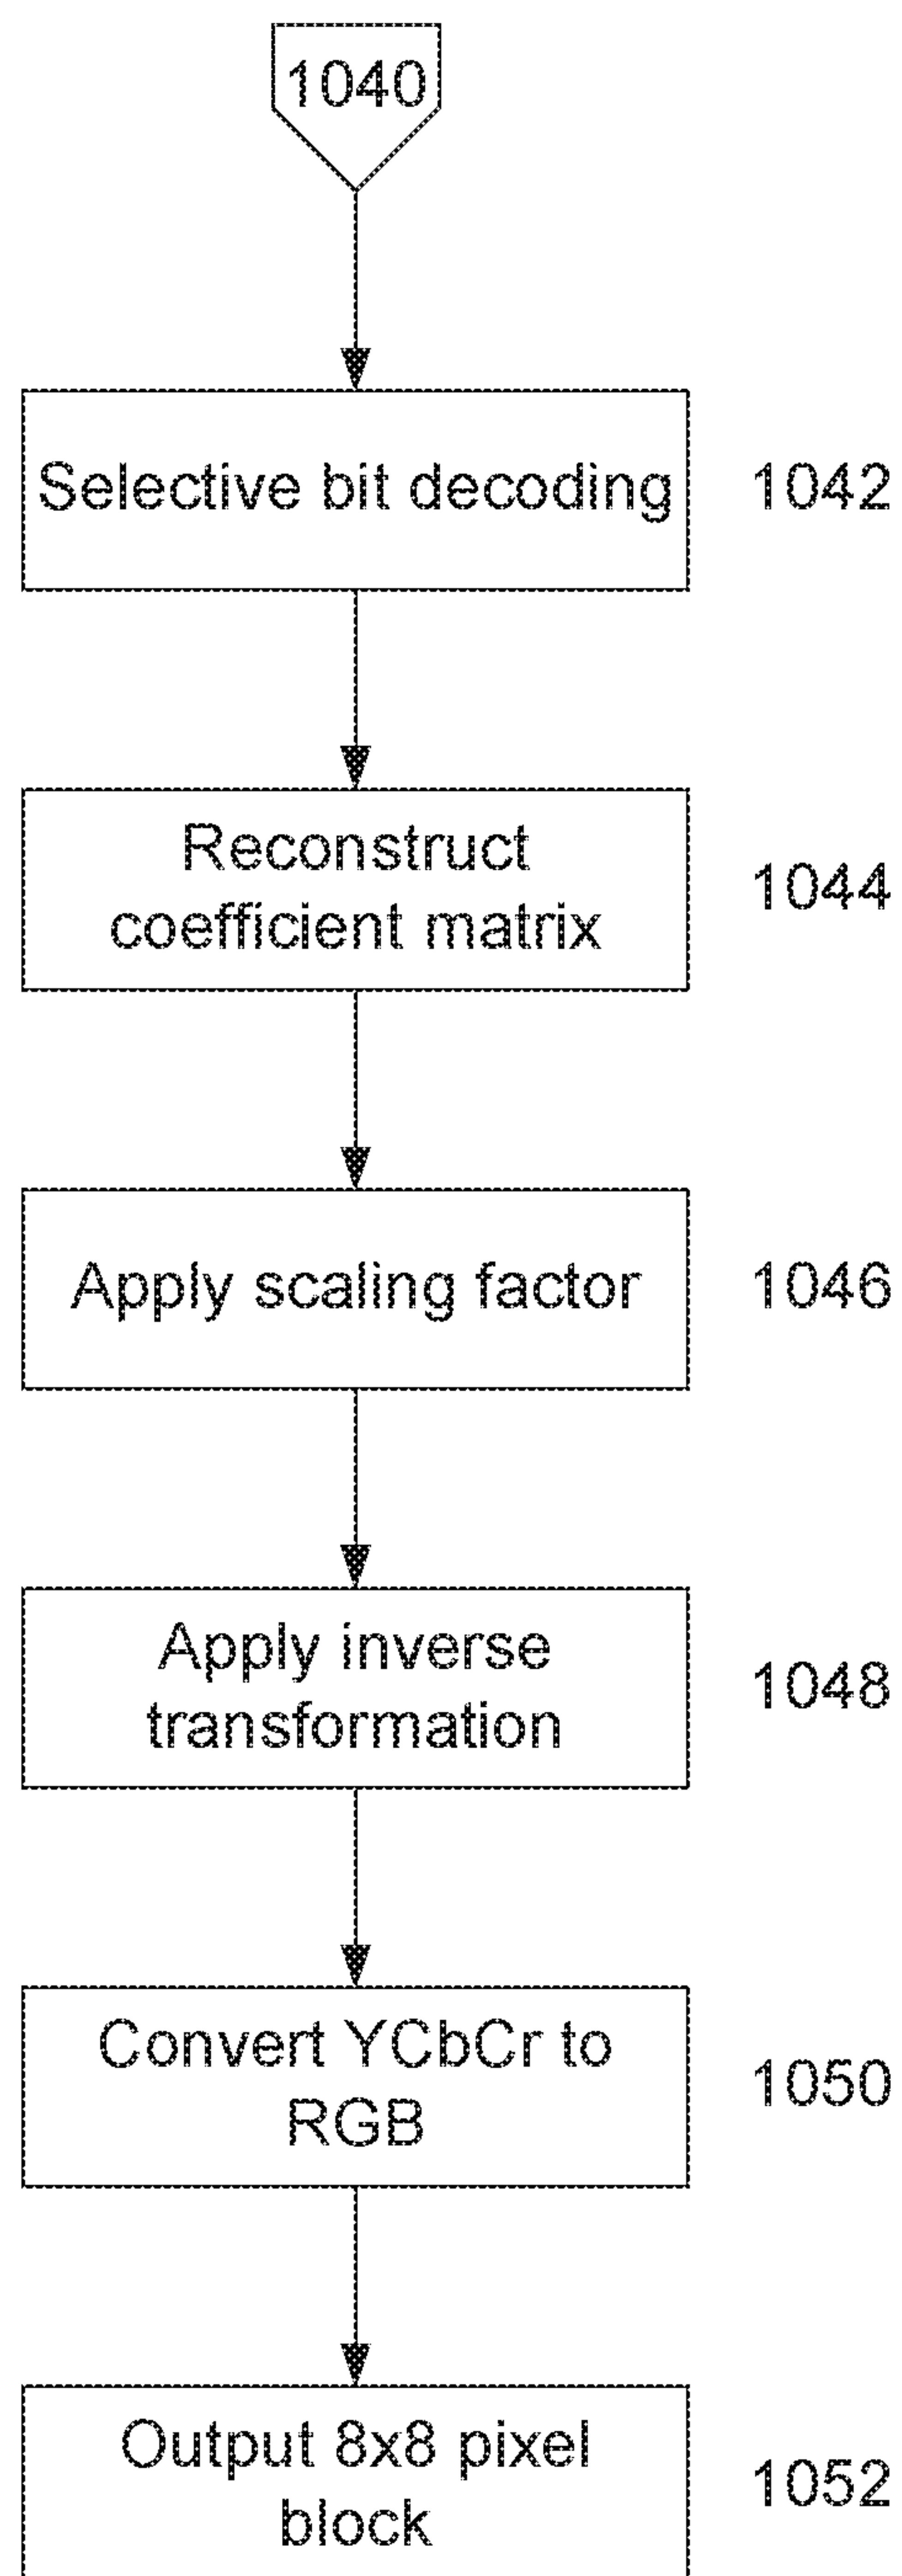 1040
Selective bit decoding
1042
Reconstruct
coefficient matrix
1044
Apply scaling factor
1046
Apply inverse
transformation
1048
Convert YCbCr to
RGB
1050
Output 8x8 pixel
block
1052